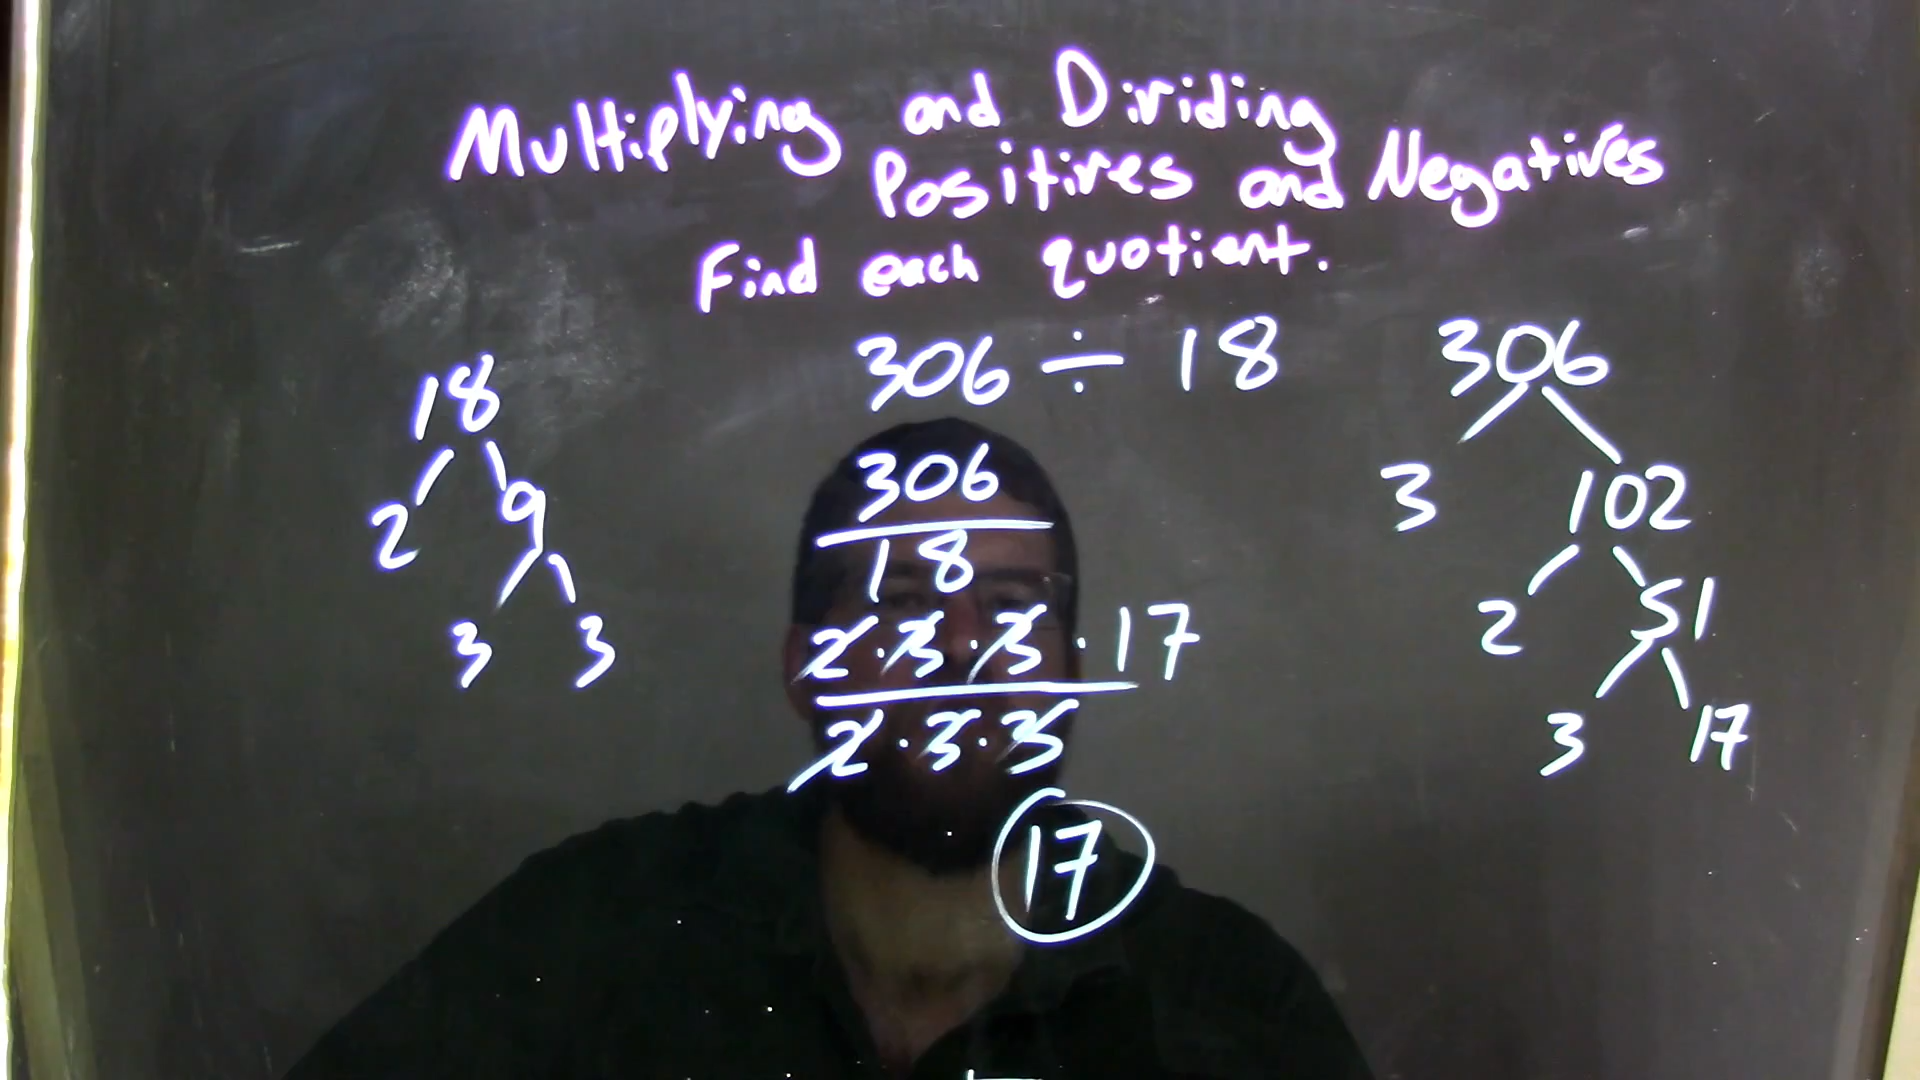 Multiplying and Dividing
Positives and Negatives
Find each quotient.
306 ÷ 18
18
2 9
3 3
306
18
2 · 3 · 3 · 17
2 · 3 · 3
17
306
3 102
2 51
3 17